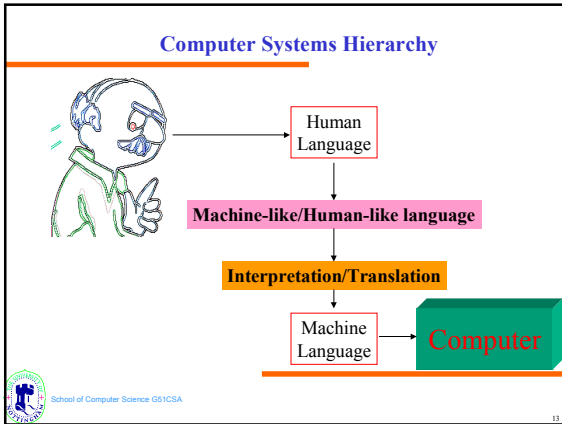 Computer Systems Hierarchy
Human
Language
Machine-like/Human-like language
Interpretation/Translation
Machine
Language
Computer
NOTTINGHAM
School of Computer Science G51CSA
13